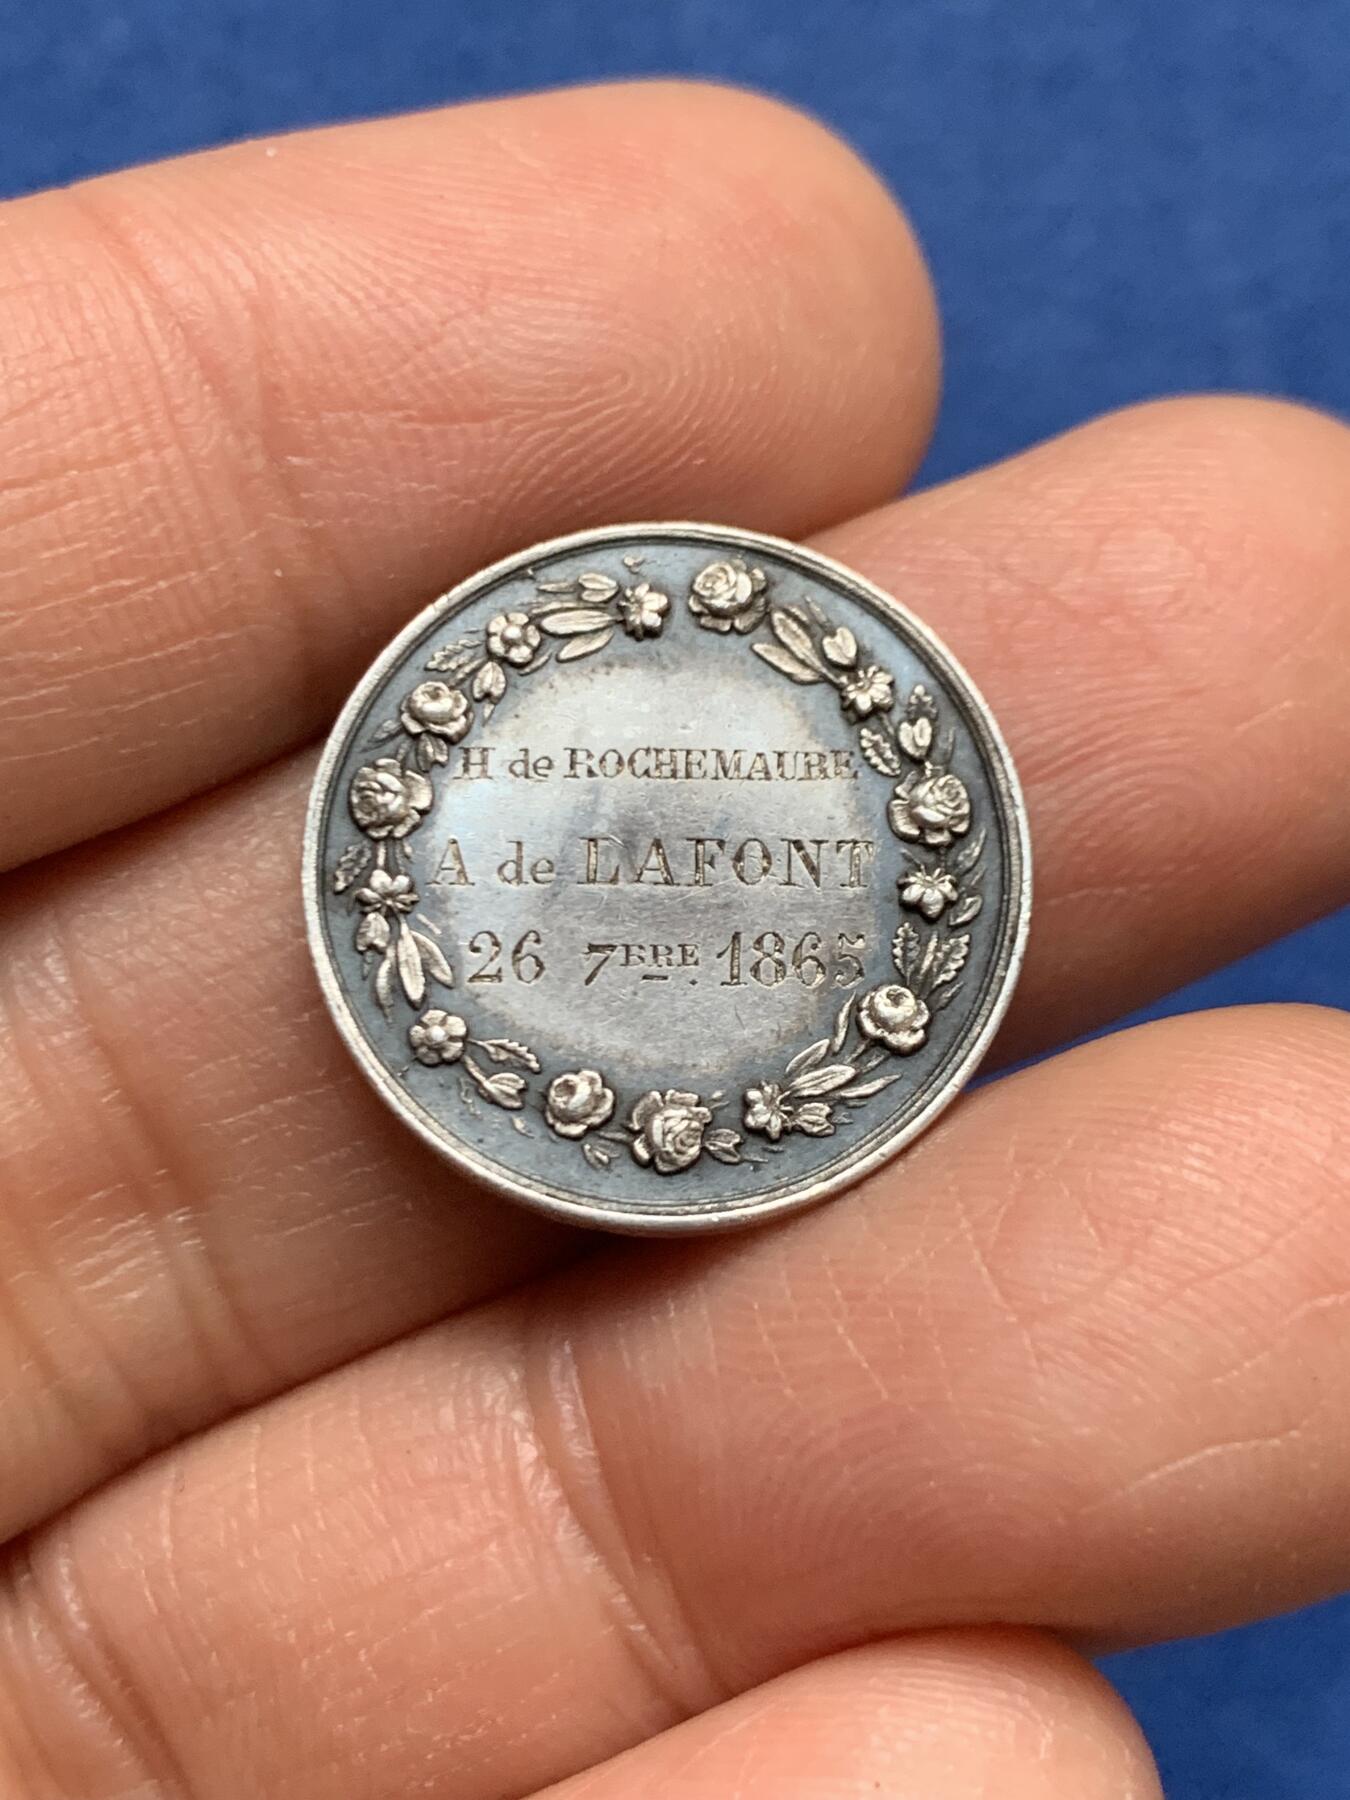 H de ROCHEMAURE
A de LAFONT
26 7BRE. 1865